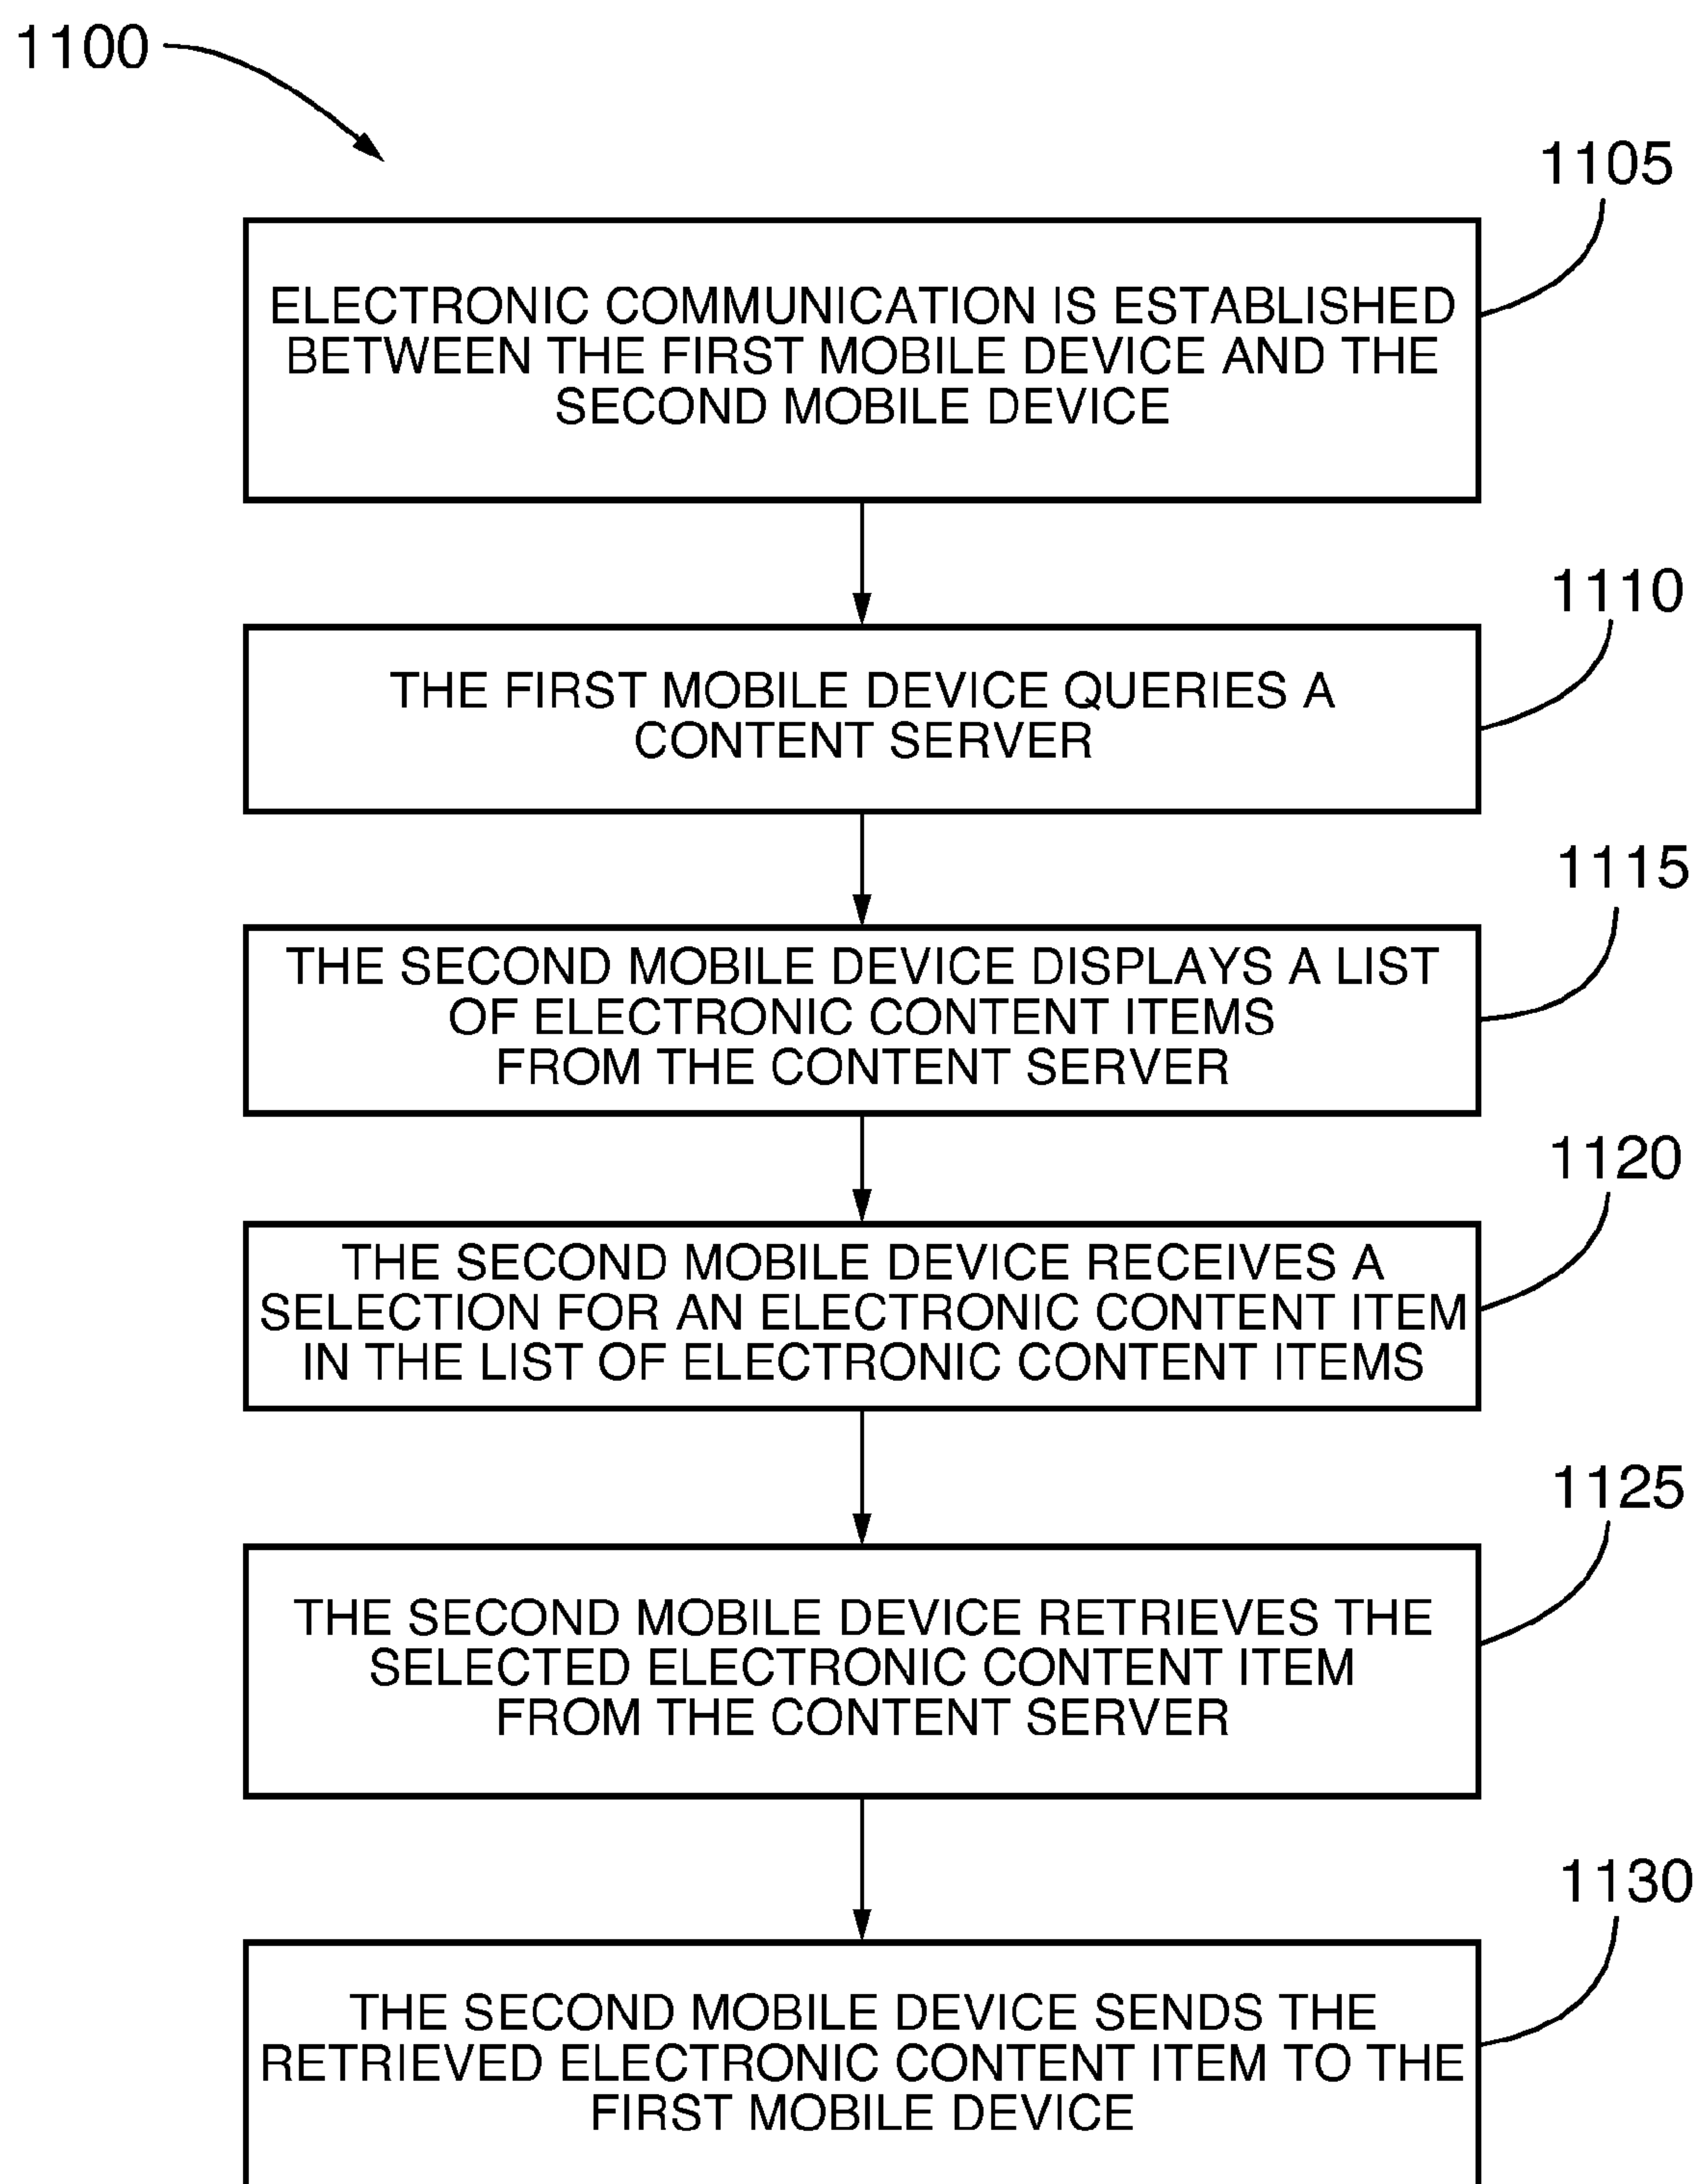 1100
1105
ELECTRONIC COMMUNICATION IS ESTABLISHED
BETWEEN THE FIRST MOBILE DEVICE AND THE
SECOND MOBILE DEVICE
1110
THE FIRST MOBILE DEVICE QUERIES A
CONTENT SERVER
1115
THE SECOND MOBILE DEVICE DISPLAYS A LIST
OF ELECTRONIC CONTENT ITEMS
FROM THE CONTENT SERVER
1120
THE SECOND MOBILE DEVICE RECEIVES A
SELECTION FOR AN ELECTRONIC CONTENT ITEM
IN THE LIST OF ELECTRONIC CONTENT ITEMS
1125
THE SECOND MOBILE DEVICE RETRIEVES THE
SELECTED ELECTRONIC CONTENT ITEM
FROM THE CONTENT SERVER
1130
THE SECOND MOBILE DEVICE SENDS THE
RETRIEVED ELECTRONIC CONTENT ITEM TO THE
FIRST MOBILE DEVICE